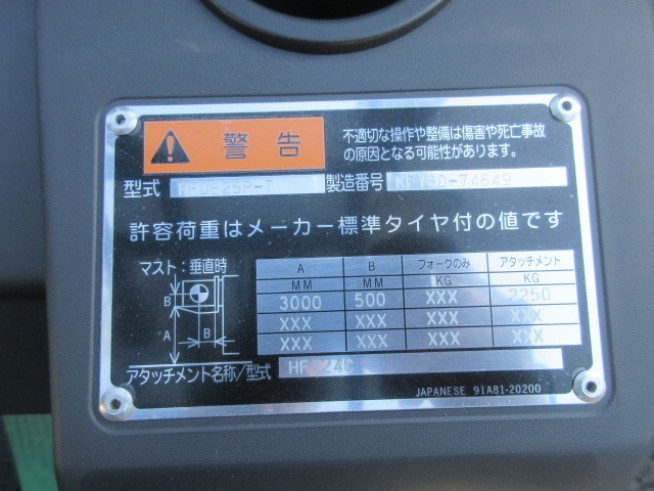 警告
不適切な操作や整備は傷害や死亡事故
の原因となる可能性があります。
型式 製造番号
許容荷重はメーカー標準タイヤ付の値です
マスト:垂直時
A B フォークのみ アタッチメント
MM MM KG KG
3000 500 XXX 2250
XXX XXX XXX XXX
XXX XXX XXX XXX
B
A
B
アタッチメント名称/型式
JAPANESE 91A81-20200